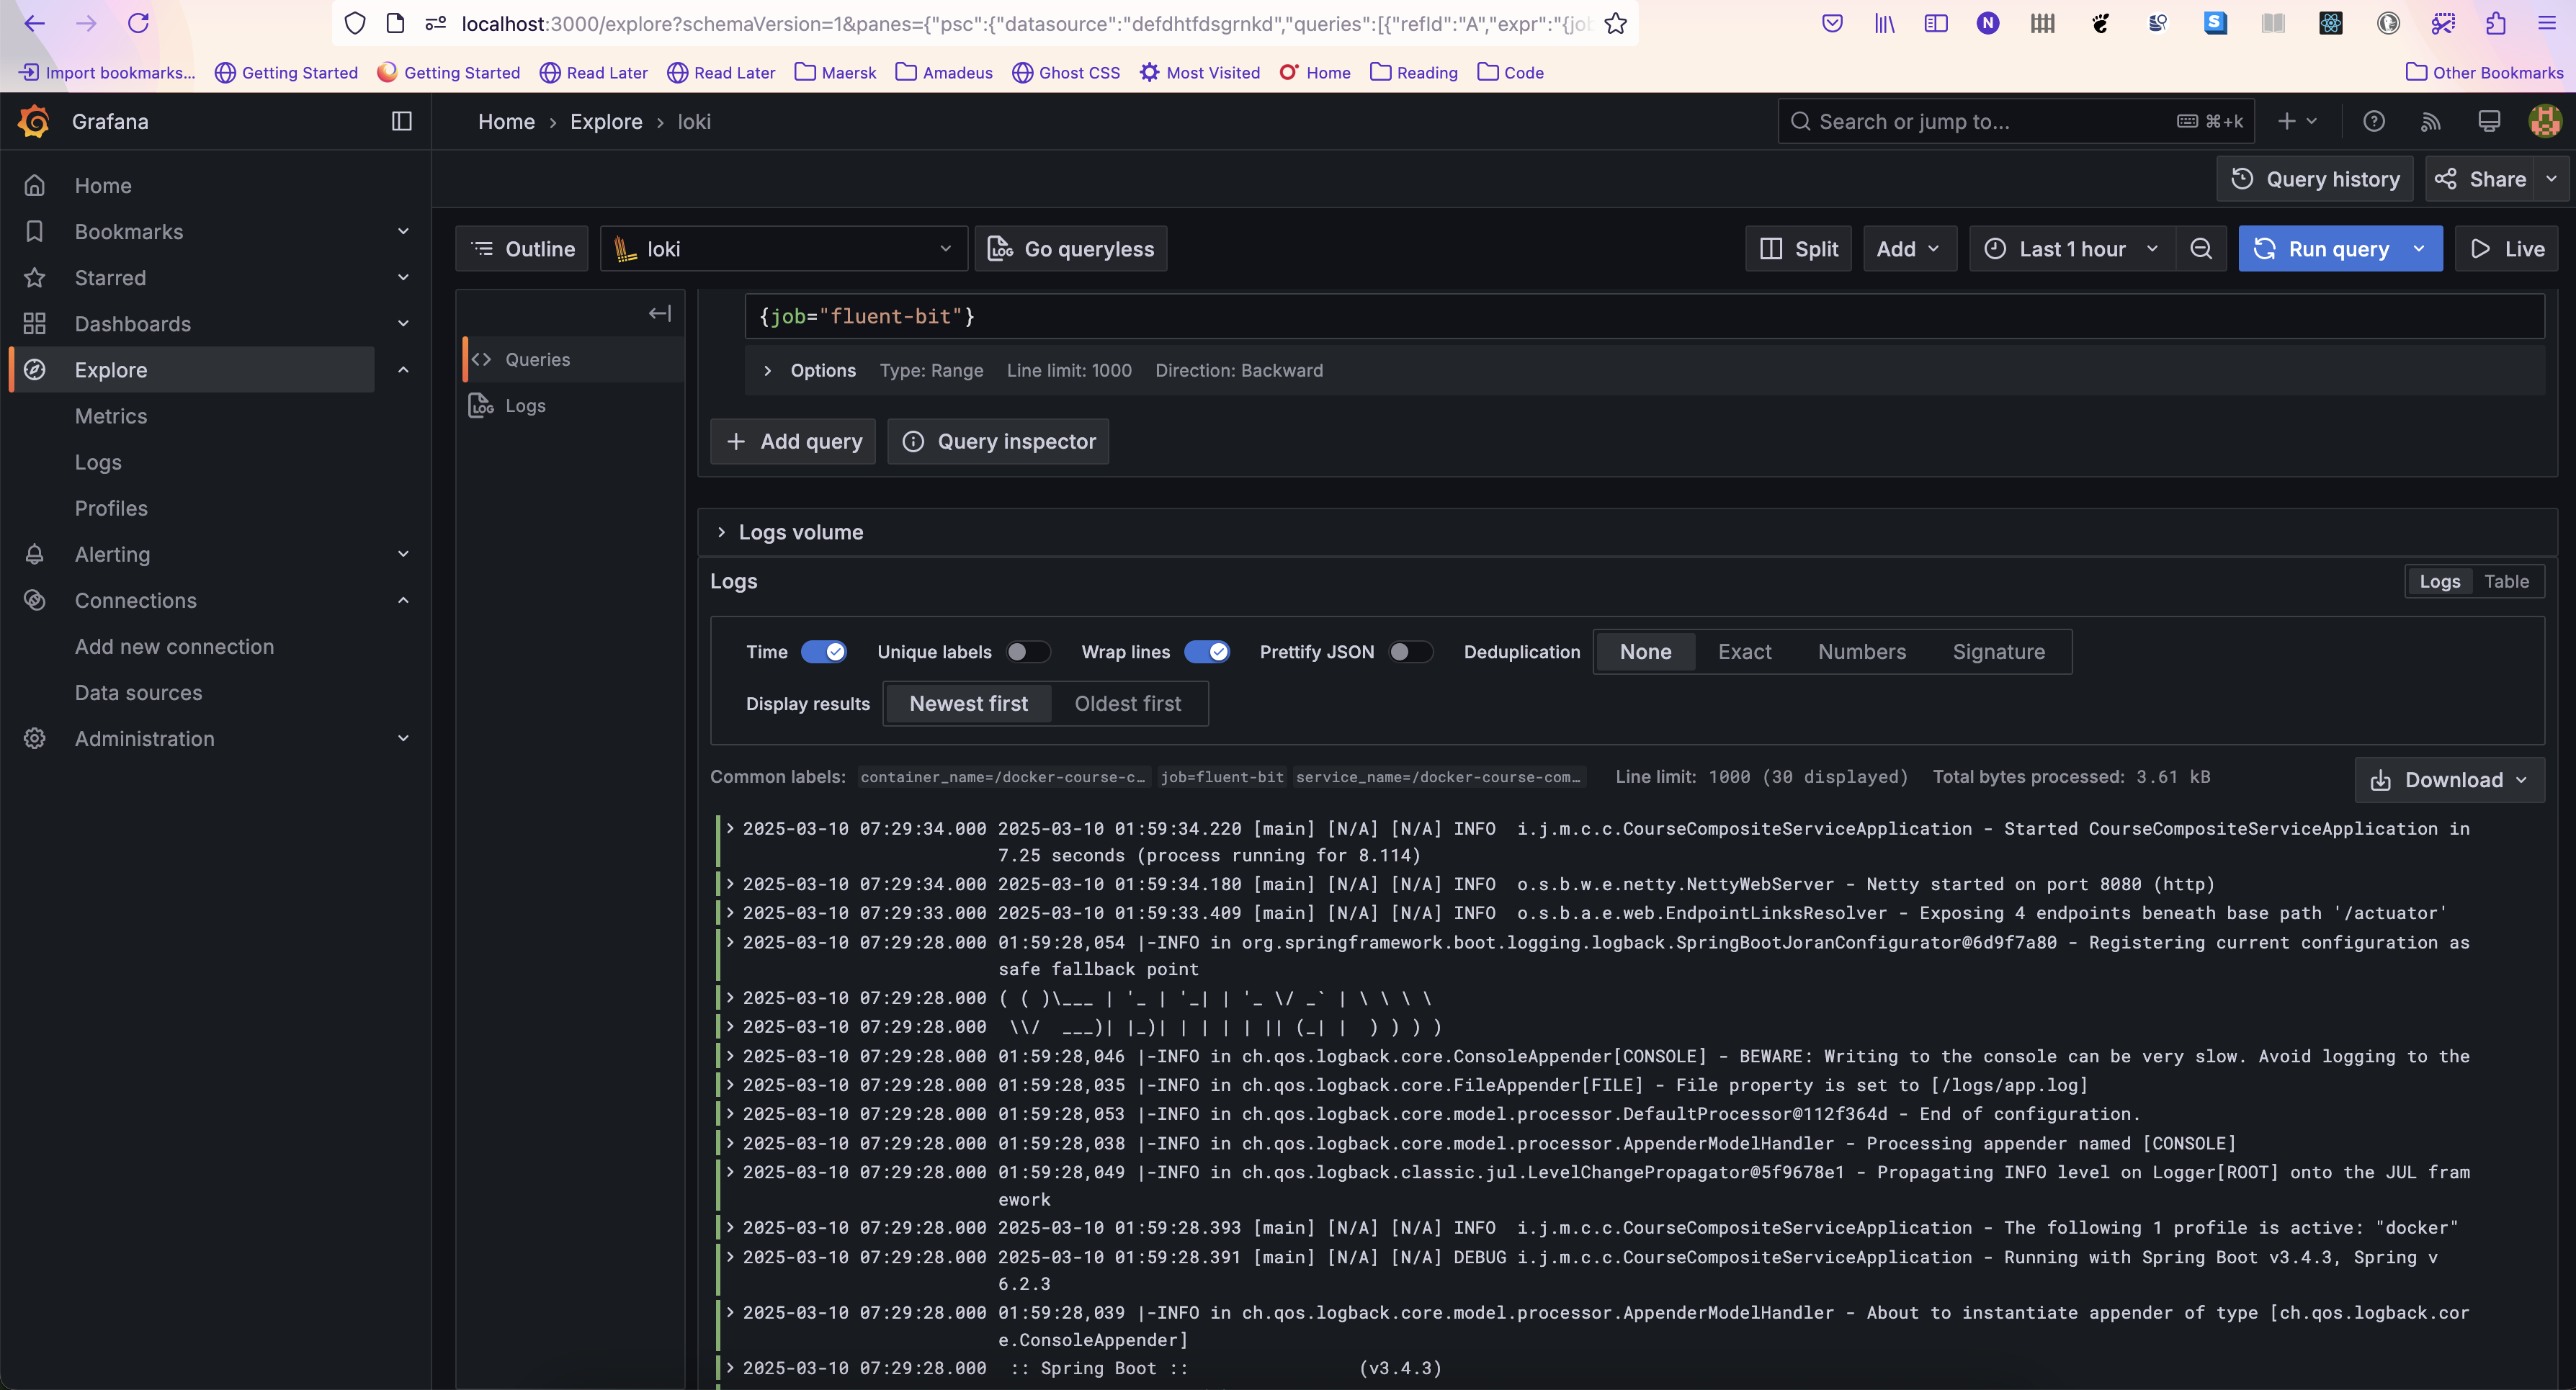 localhost:3000/explore?schemaVersion=1&panes={"psc":{"datasource":"defdhtfdsgrnkd","queries":[{"refId":"A","expr":"{job
Import bookmarks... Getting Started Getting Started Read Later Read Later Maersk Amadeus Ghost CSS Most Visited Home Reading Code Other Bookmarks
Grafana
Home › Explore › loki
Search or jump to... ⌘+k
Query history Share
Home
Bookmarks
Starred
Dashboards
Explore
Metrics
Logs
Profiles
Alerting
Connections
Add new connection
Data sources
Administration
Outline loki Go queryless Split Add Last 1 hour Run query Live
Queries
Logs
{job="fluent-bit"}
Options Type: Range Line limit: 1000 Direction: Backward
+ Add query Query inspector
Logs volume
Logs
Logs Table
Time Unique labels Wrap lines Prettify JSON Deduplication None Exact Numbers Signature
Display results Newest first Oldest first
Common labels: container_name=/docker-course-c… job=fluent-bit service_name=/docker-course-com… Line limit: 1000 (30 displayed) Total bytes processed: 3.61 kB
Download
2025-03-10 07:29:34.000 2025-03-10 01:59:34.220 [main] [N/A] [N/A] INFO  i.j.m.c.c.CourseCompositeServiceApplication - Started CourseCompositeServiceApplication in
7.25 seconds (process running for 8.114)
2025-03-10 07:29:34.000 2025-03-10 01:59:34.180 [main] [N/A] [N/A] INFO  o.s.b.w.e.netty.NettyWebServer - Netty started on port 8080 (http)
2025-03-10 07:29:33.000 2025-03-10 01:59:33.409 [main] [N/A] [N/A] INFO  o.s.b.a.e.web.EndpointLinksResolver - Exposing 4 endpoints beneath base path '/actuator'
2025-03-10 07:29:28.000 01:59:28,054 |-INFO in org.springframework.boot.logging.logback.SpringBootJoranConfigurator@6d9f7a80 - Registering current configuration as
safe fallback point
2025-03-10 07:29:28.000 ( ( )\___ | '_ | '_| | '_ \/ _` | \ \ \ \
2025-03-10 07:29:28.000  \\/  ___)| |_)| | | | | || (_| |  ) ) ) )
2025-03-10 07:29:28.000 01:59:28,046 |-INFO in ch.qos.logback.core.ConsoleAppender[CONSOLE] - BEWARE: Writing to the console can be very slow. Avoid logging to the
2025-03-10 07:29:28.000 01:59:28,035 |-INFO in ch.qos.logback.core.FileAppender[FILE] - File property is set to [/logs/app.log]
2025-03-10 07:29:28.000 01:59:28,053 |-INFO in ch.qos.logback.core.model.processor.DefaultProcessor@112f364d - End of configuration.
2025-03-10 07:29:28.000 01:59:28,038 |-INFO in ch.qos.logback.core.model.processor.AppenderModelHandler - Processing appender named [CONSOLE]
2025-03-10 07:29:28.000 01:59:28,049 |-INFO in ch.qos.logback.classic.jul.LevelChangePropagator@5f9678e1 - Propagating INFO level on Logger[ROOT] onto the JUL fram
ework
2025-03-10 07:29:28.000 2025-03-10 01:59:28.393 [main] [N/A] [N/A] INFO  i.j.m.c.c.CourseCompositeServiceApplication - The following 1 profile is active: "docker"
2025-03-10 07:29:28.000 2025-03-10 01:59:28.391 [main] [N/A] [N/A] DEBUG i.j.m.c.c.CourseCompositeServiceApplication - Running with Spring Boot v3.4.3, Spring v
6.2.3
2025-03-10 07:29:28.000 01:59:28,039 |-INFO in ch.qos.logback.core.model.processor.AppenderModelHandler - About to instantiate appender of type [ch.qos.logback.cor
e.ConsoleAppender]
2025-03-10 07:29:28.000  :: Spring Boot ::                (v3.4.3)